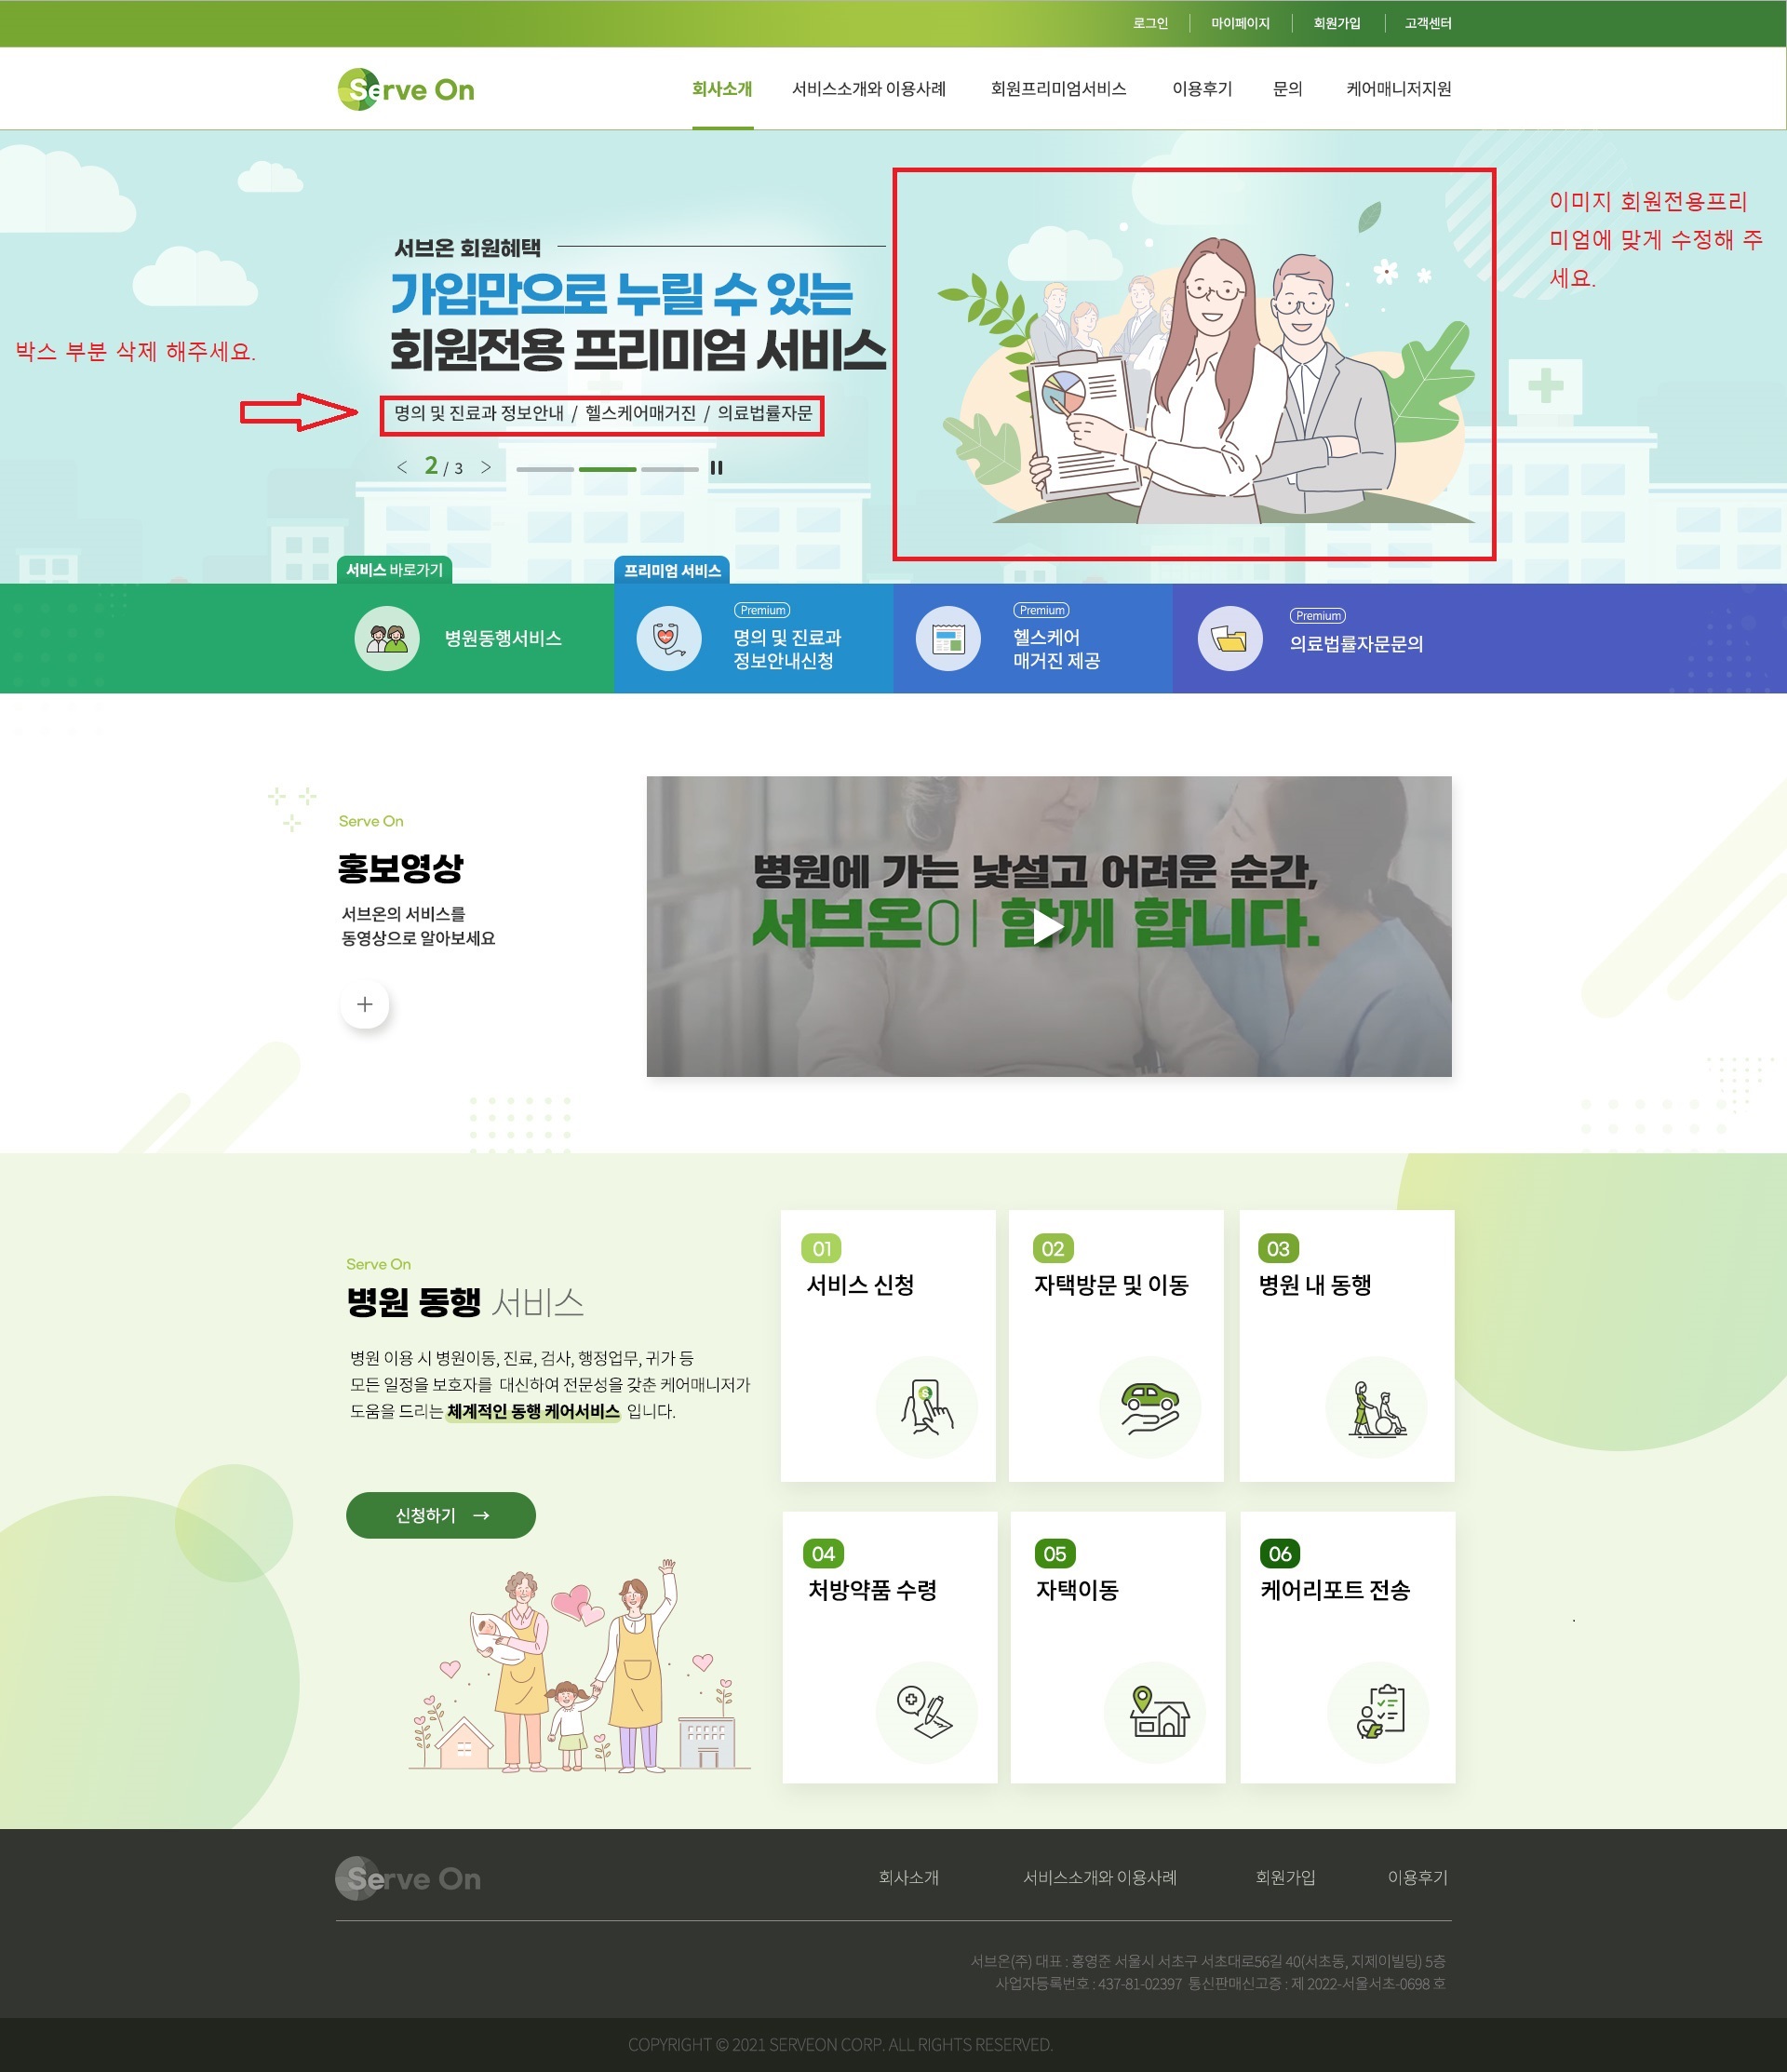 로그인 마이페이지 회원가입 고객센터
Serve On
회사소개 서비스소개와 이용사례 회원프리미엄서비스 이용후기 문의 케어매니저지원
이미지 회원전용프리
미엄에 맞게 수정해 주
세요.
박스 부분 삭제 해주세요.
서브온 회원혜택
가입만으로 누릴 수 있는
회원전용 프리미엄 서비스
명의 및 진료과 정보안내 / 헬스케어매거진 / 의료법률자문
< 2 / 3 >
서비스 바로가기
프리미엄 서비스
병원동행서비스
Premium
명의 및 진료과
정보안내신청
Premium
헬스케어
매거진 제공
Premium
의료법률자문문의
Serve On
홍보영상
서브온의 서비스를
동영상으로 알아보세요
병원에 가는 낯설고 어려운 순간,
서브온이 함께 합니다.
Serve On
병원 동행 서비스
병원 이용 시 병원이동, 진료, 검사, 행정업무, 귀가 등
모든 일정을 보호자를 대신하여 전문성을 갖춘 케어매니저가
도움을 드리는 체계적인 동행 케어서비스 입니다.
신청하기 →
01
서비스 신청
02
자택방문 및 이동
03
병원 내 동행
04
처방약품 수령
05
자택이동
06
케어리포트 전송
Serve On
회사소개 서비스소개와 이용사례 회원가입 이용후기
서브온(주) 대표 : 홍영준 서울시 서초구 서초대로56길 40(서초동, 지제이빌딩) 5층
사업자등록번호 : 437-81-02397 통신판매신고증 : 제 2022-서울서초-0698 호
COPYRIGHT © 2021 SERVEON CORP. ALL RIGHTS RESERVED.